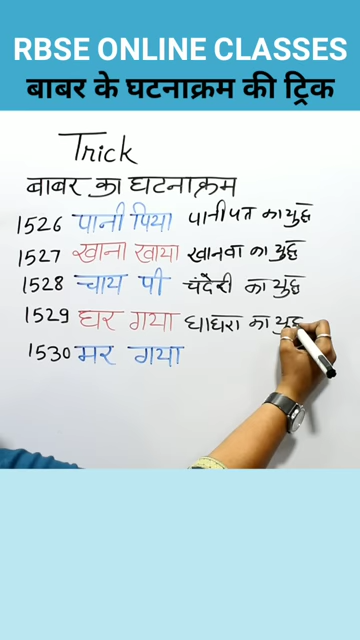 RBSE ONLINE CLASSES
बाबर के घटनाक्रम की ट्रिक
Trick
बाबर का घटनाक्रम
1526 पानी पिया पानीपत का युद्ध
1527 खाना खाया खानवा का युद्ध
1528 चाय पी चंदेरी का युद्ध
1529 घर गया घाघरा का युद्ध
1530 मर गया